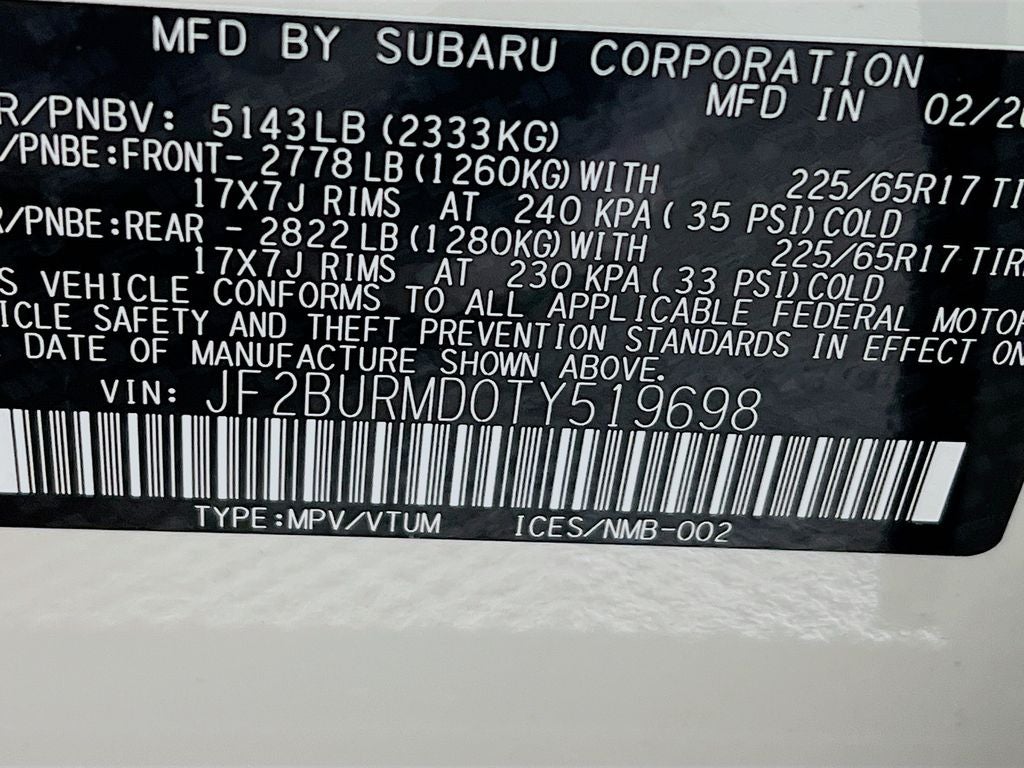 MFD BY SUBARU CORPORATION
MFD IN 02/20
R/PNBV: 5143LB (2333KG)
/PNBE:FRONT- 2778 LB (1260KG) WITH 225/65R17 TI
17X7J RIMS AT 240 KPA( 35 PSI)COLD
R/PNBE:REAR - 2822 LB (1280KG) WITH 225/65R17 TIR
17X7J RIMS AT 230 KPA( 33 PSI)COLD
S VEHICLE CONFORMS TO ALL APPLICABLE FEDERAL MOTOR
ICLE SAFETY AND THEFT PREVENTION STANDARDS IN EFFECT ON
DATE OF MANUFACTURE SHOWN ABOVE.
VIN: JF2BURMD0TY519698
TYPE:MPV/VTUM ICES/NMB-002